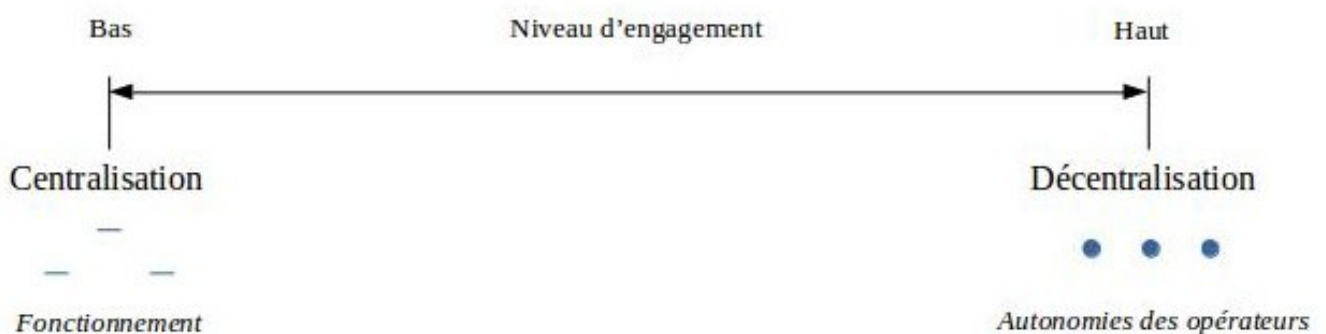 Bas Niveau d'engagement Haut
Centralisation Décentralisation
Fonctionnement Autonomies des opérateurs